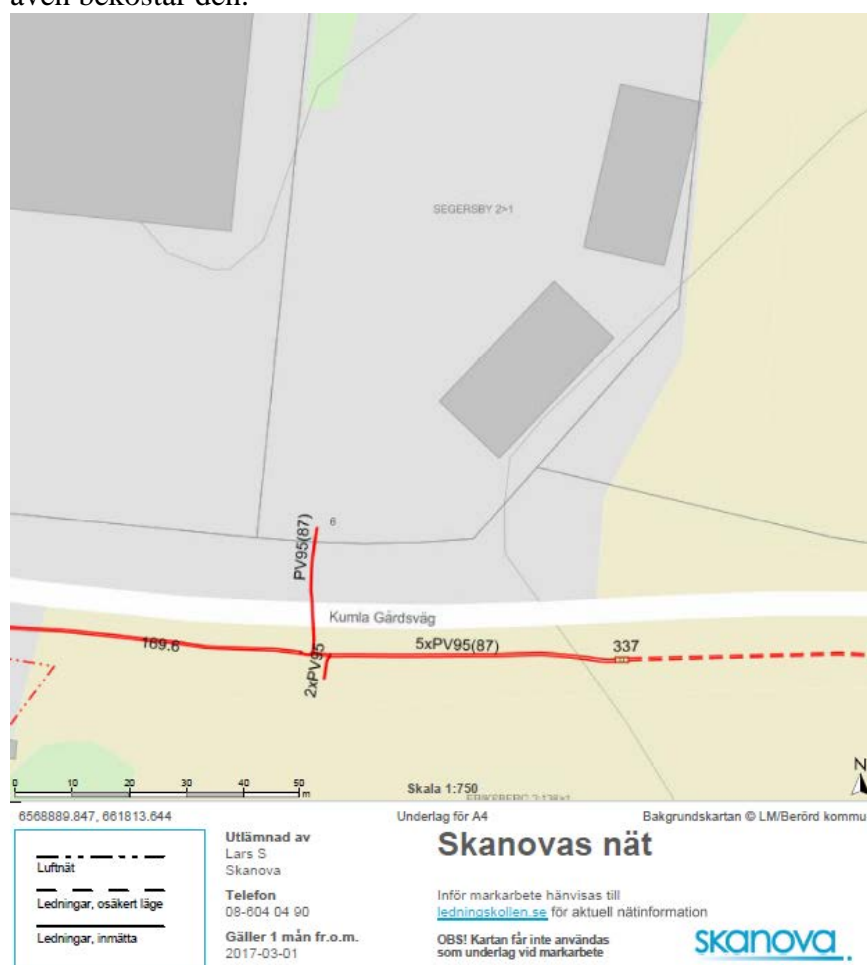 även bekostar den.
SEGERSBY 2>1
PV95(87)
6
Kumla Gårdsväg
169.6
5xPV95(87)
337
2xPV95
N
0 10 20 30 40 50
m
Skala 1:750
6568889.847, 661813.644
Underlag för A4
Bakgrundskartan © LM/Berörd kommu
Luftnät
Ledningar, osäkert läge
Ledningar, inmätta
Utlämnad av
Lars S
Skanova
Telefon
08-604 04 90
Gäller 1 mån fr.o.m.
2017-03-01
Skanovas nät
Inför markarbete hänvisas till
ledningskollen.se för aktuell nätinformation
OBS! Kartan får inte användas
som underlag vid markarbete
skanova